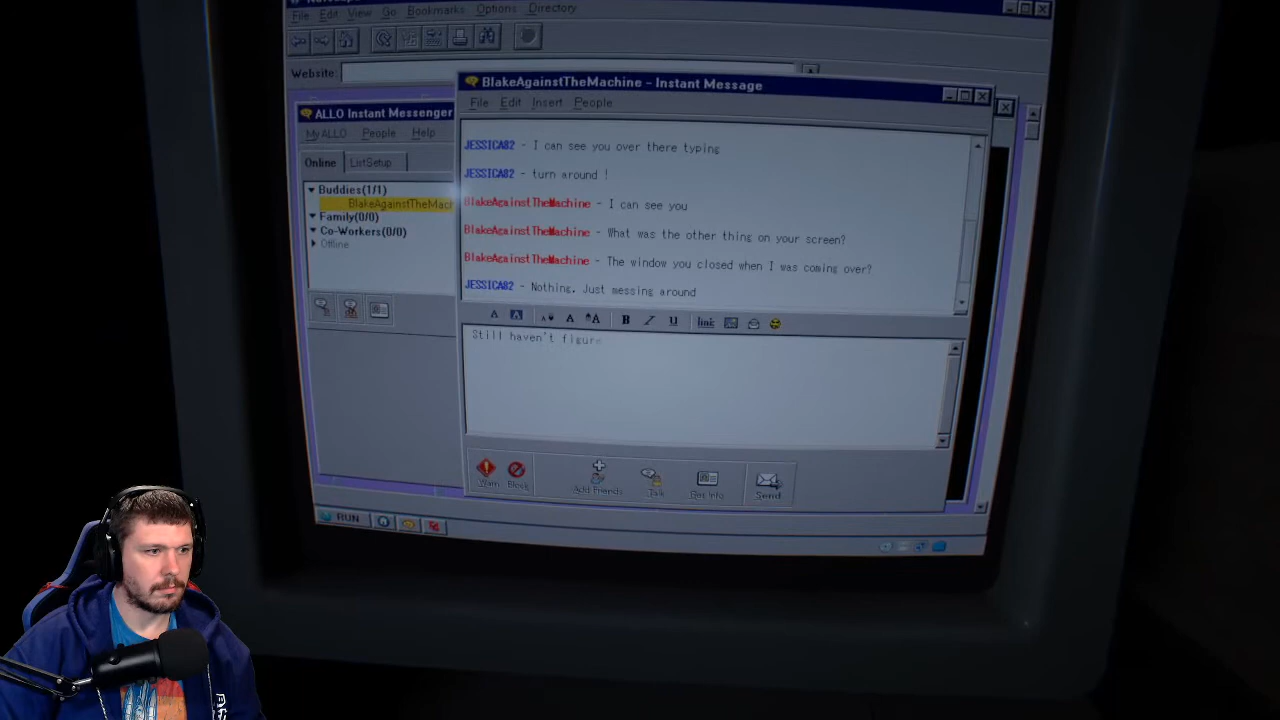 File Edit View Go Bookmarks Options Directory
Website:
BlakeAgainstTheMachine - Instant Message
File Edit Insert People
ALLO Instant Messenger
My ALLO People Help
Online ListSetup
Buddies(1/1)
BlakeAgainstTheMach
Family(0/0)
Co-Workers(0/0)
Offline
JESSICA82 - I can see you over there typing
JESSICA82 - turn around !
BlakeAgainstTheMachine - I can see you
BlakeAgainstTheMachine - What was the other thing on your screen?
BlakeAgainstTheMachine - The window you closed when I was coming over?
JESSICA82 - Nothing. Just messing around
A A A A A B I U link
Still haven't figure
Warn Block Add Friends Talk Get Info Send
RUN